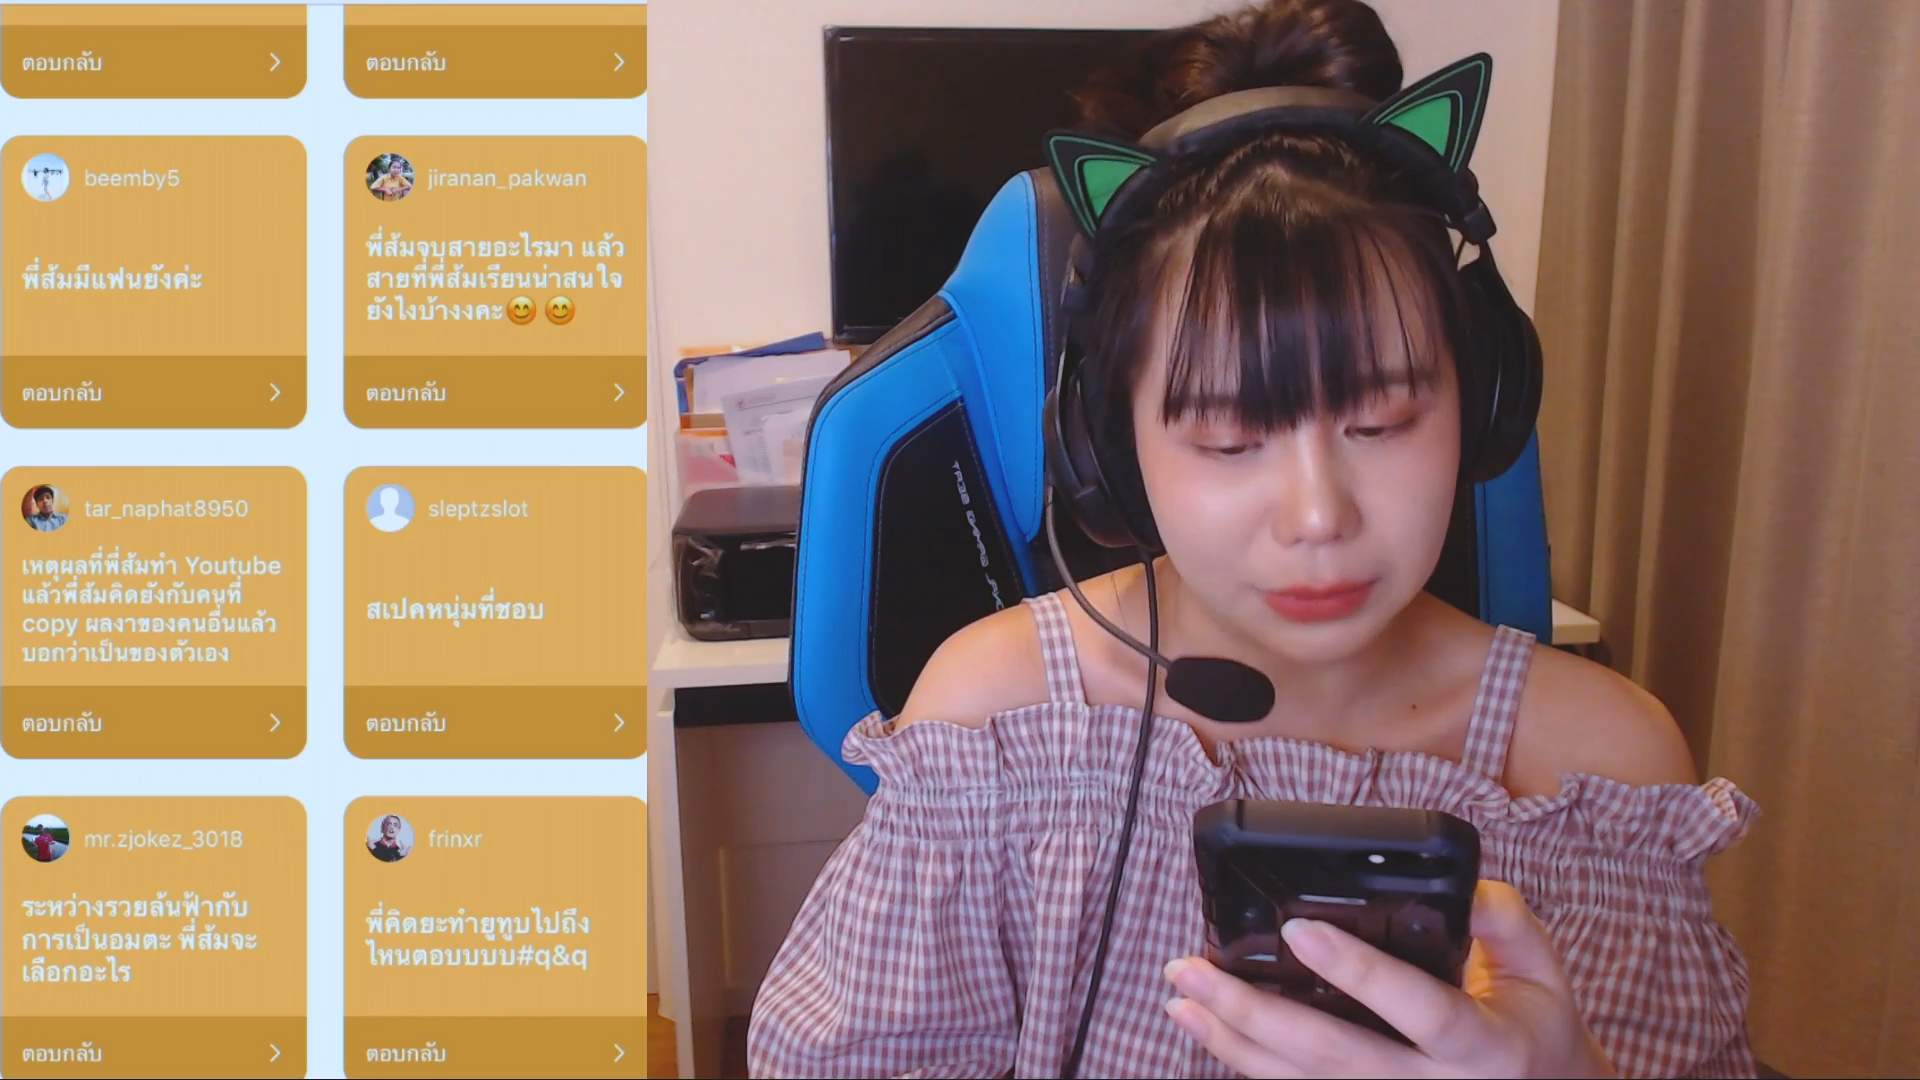 ตอบกลับ
ตอบกลับ
beemby5
พี่ส้มมีแฟนยังค่ะ
ตอบกลับ
jiranan_pakwan
พี่ส้มจบสายอะไรมา แล้ว
สายที่พี่ส้มเรียนน่าสนใจ
ยังไงบ้างงคะ😊 😊
ตอบกลับ
tar_naphat8950
เหตุผลที่พี่ส้มทำ Youtube
แล้วพี่ส้มคิดยังกับคนที่
copy ผลงาของคนอื่นแล้ว
บอกว่าเป็นของตัวเอง
ตอบกลับ
sleptzslot
สเปคหนุ่มที่ชอบ
ตอบกลับ
mr.zjokez_3018
ระหว่างรวยล้นฟ้ากับ
การเป็นอมตะ พี่ส้มจะ
เลือกอะไร
ตอบกลับ
frinxr
พี่คิดยะทำยูทูบไปถึง
ไหนตอบบบบ#q&q
ตอบกลับ